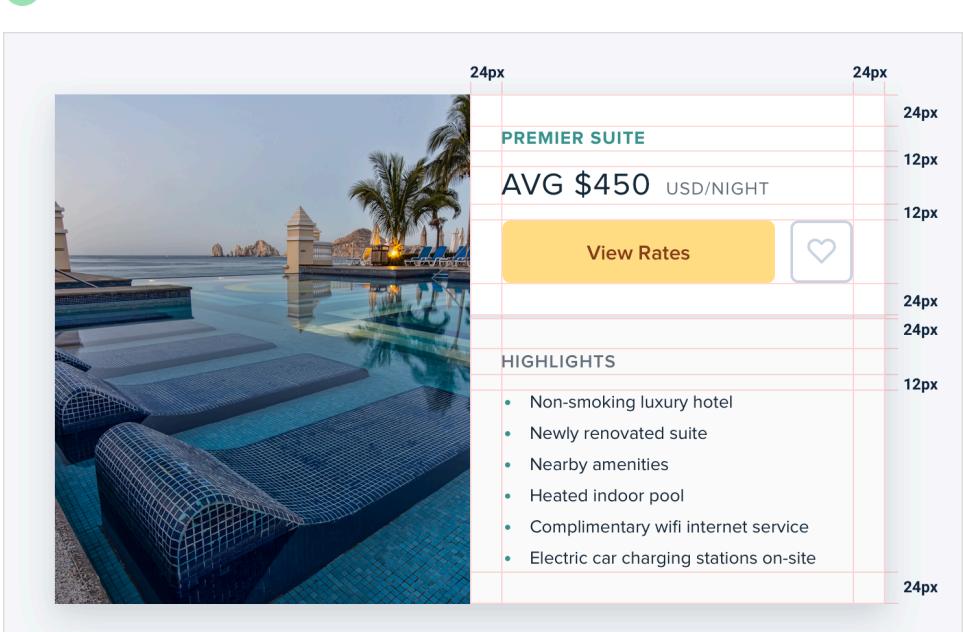 24px 24px
24px
PREMIER SUITE
12px
AVG $450 USD/NIGHT
12px
View Rates
24px
24px
HIGHLIGHTS
12px
Non-smoking luxury hotel
Newly renovated suite
Nearby amenities
Heated indoor pool
Complimentary wifi internet service
Electric car charging stations on-site
24px